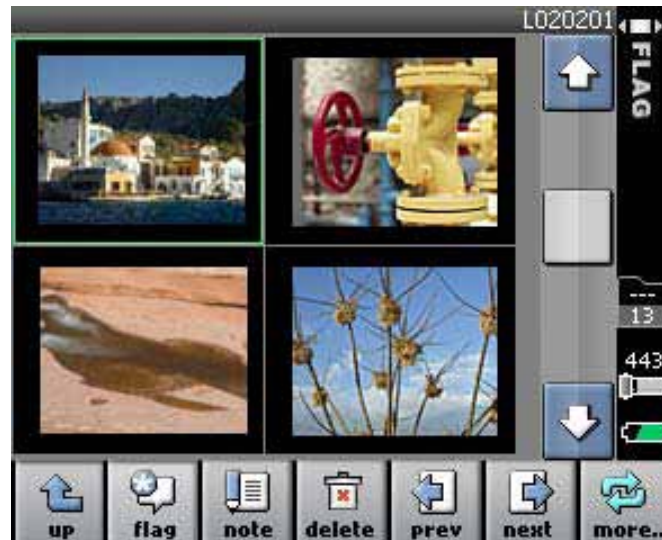 L020201
FLAG
---
13
443
up
flag
note
delete
prev
next
more..